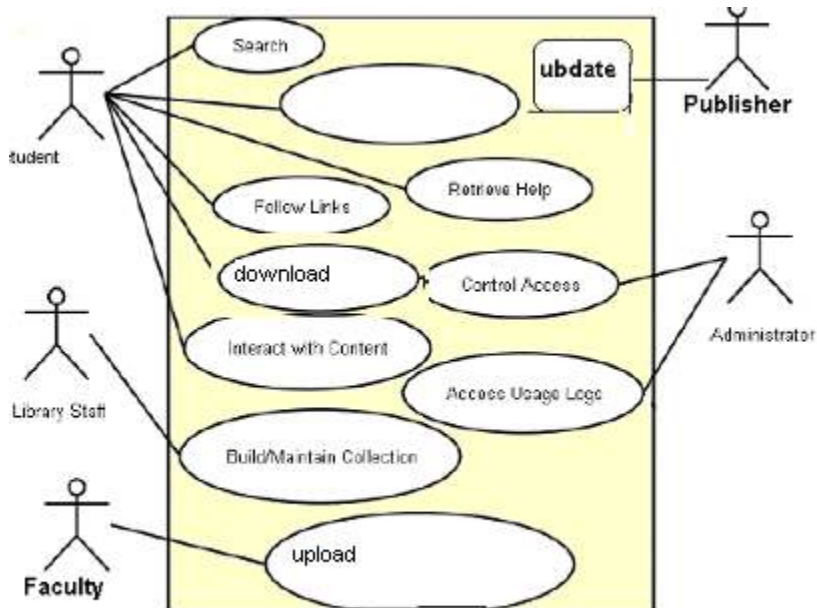 Search
ubdate
Publisher
tudent
Retrieve Help
Follow Links
download
Control Access
Administrator
Interact with Content
Access Usage Logs
Library Staff
Build/Maintain Collection
upload
Faculty